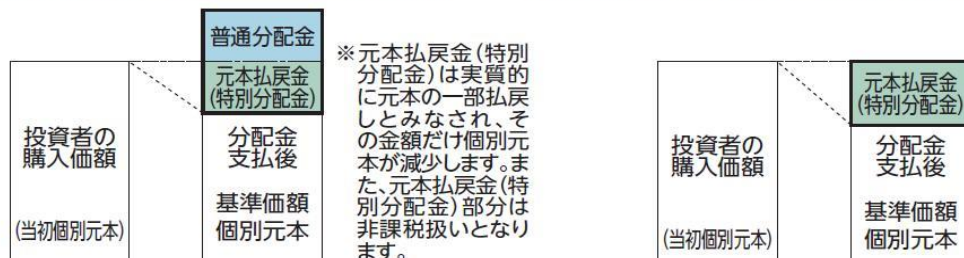 普通分配金
元本払戻金
(特別分配金)
投資者の
購入価額
(当初個別元本)
分配金
支払後
基準価額
個別元本
※元本払戻金(特別
分配金)は実質的
に元本の一部払戻
しとみなされ、そ
の金額だけ個別元
本が減少します。ま
た、元本払戻金(特
別分配金)部分は
非課税扱いとなり
ます。
元本払戻金
(特別分配金)
投資者の
購入価額
(当初個別元本)
分配金
支払後
基準価額
個別元本